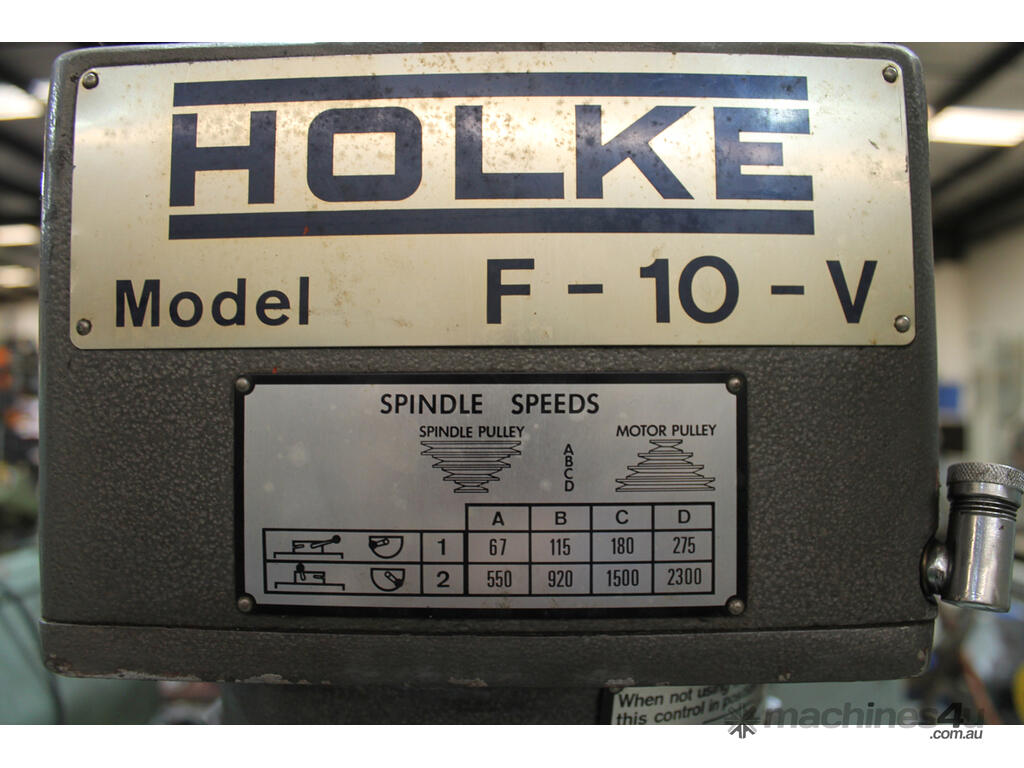 HOLKE
Model F - 10 - V
SPINDLE SPEEDS
SPINDLE PULLEY MOTOR PULLEY
A
B
C
D
A B C D
1 67 115 180 275
2 550 920 1500 2300
When not using
this control in
machines4u
.com.au